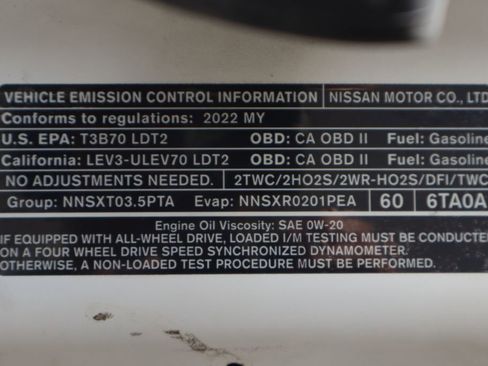 VEHICLE EMISSION CONTROL INFORMATION NISSAN MOTOR CO., LTD
Conforms to regulations: 2022 MY
U.S. EPA: T3B70 LDT2 OBD: CA OBD II Fuel: Gasoline
California: LEV3-ULEV70 LDT2 OBD: CA OBD II Fuel: Gasoline
NO ADJUSTMENTS NEEDED. 2TWC/2HO2S/2WR-HO2S/DFI/TWC
Group: NNSXT03.5PTA Evap: NNSXR0201PEA 60 6TA0A
Engine Oil Viscosity: SAE 0W-20
IF EQUIPPED WITH ALL-WHEEL DRIVE, LOADED I/M TESTING MUST BE CONDUCTE
ON A FOUR WHEEL DRIVE SPEED SYNCHRONIZED DYNAMOMETER.
OTHERWISE, A NON-LOADED TEST PROCEDURE MUST BE FOLLOWED.